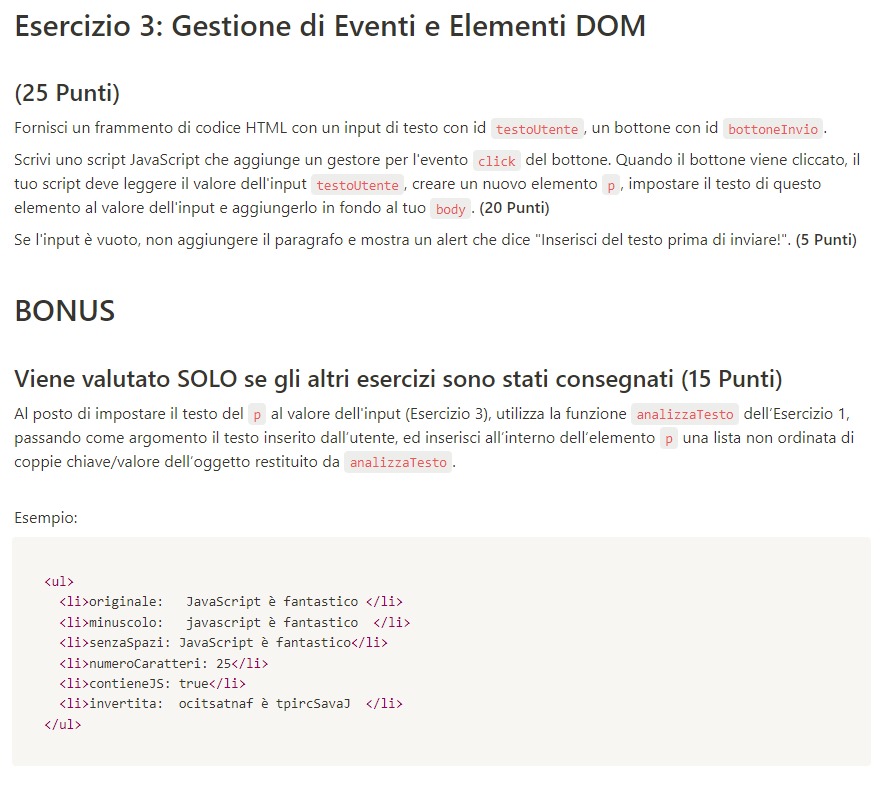 Esercizio 3: Gestione di Eventi e Elementi DOM
(25 Punti)
Fornisci un frammento di codice HTML con un input di testo con id testoUtente , un bottone con id bottoneInvio .
Scrivi uno script JavaScript che aggiunge un gestore per l'evento click del bottone. Quando il bottone viene cliccato, il
tuo script deve leggere il valore dell'input testoUtente , creare un nuovo elemento p , impostare il testo di questo
elemento al valore dell'input e aggiungerlo in fondo al tuo body . (20 Punti)
Se l'input è vuoto, non aggiungere il paragrafo e mostra un alert che dice "Inserisci del testo prima di inviare!". (5 Punti)
BONUS
Viene valutato SOLO se gli altri esercizi sono stati consegnati (15 Punti)
Al posto di impostare il testo del p al valore dell'input (Esercizio 3), utilizza la funzione analizzaTesto dell'Esercizio 1,
passando come argomento il testo inserito dall'utente, ed inserisci all'interno dell'elemento p una lista non ordinata di
coppie chiave/valore dell'oggetto restituito da analizzaTesto .
Esempio:
<ul>
  <li>originale:   JavaScript è fantastico </li>
  <li>minuscolo:   javascript è fantastico  </li>
  <li>senzaSpazi: JavaScript è fantastico</li>
  <li>numeroCaratteri: 25</li>
  <li>contieneJS: true</li>
  <li>invertita:  ocitsatnaf è tpircSavaJ  </li>
</ul>